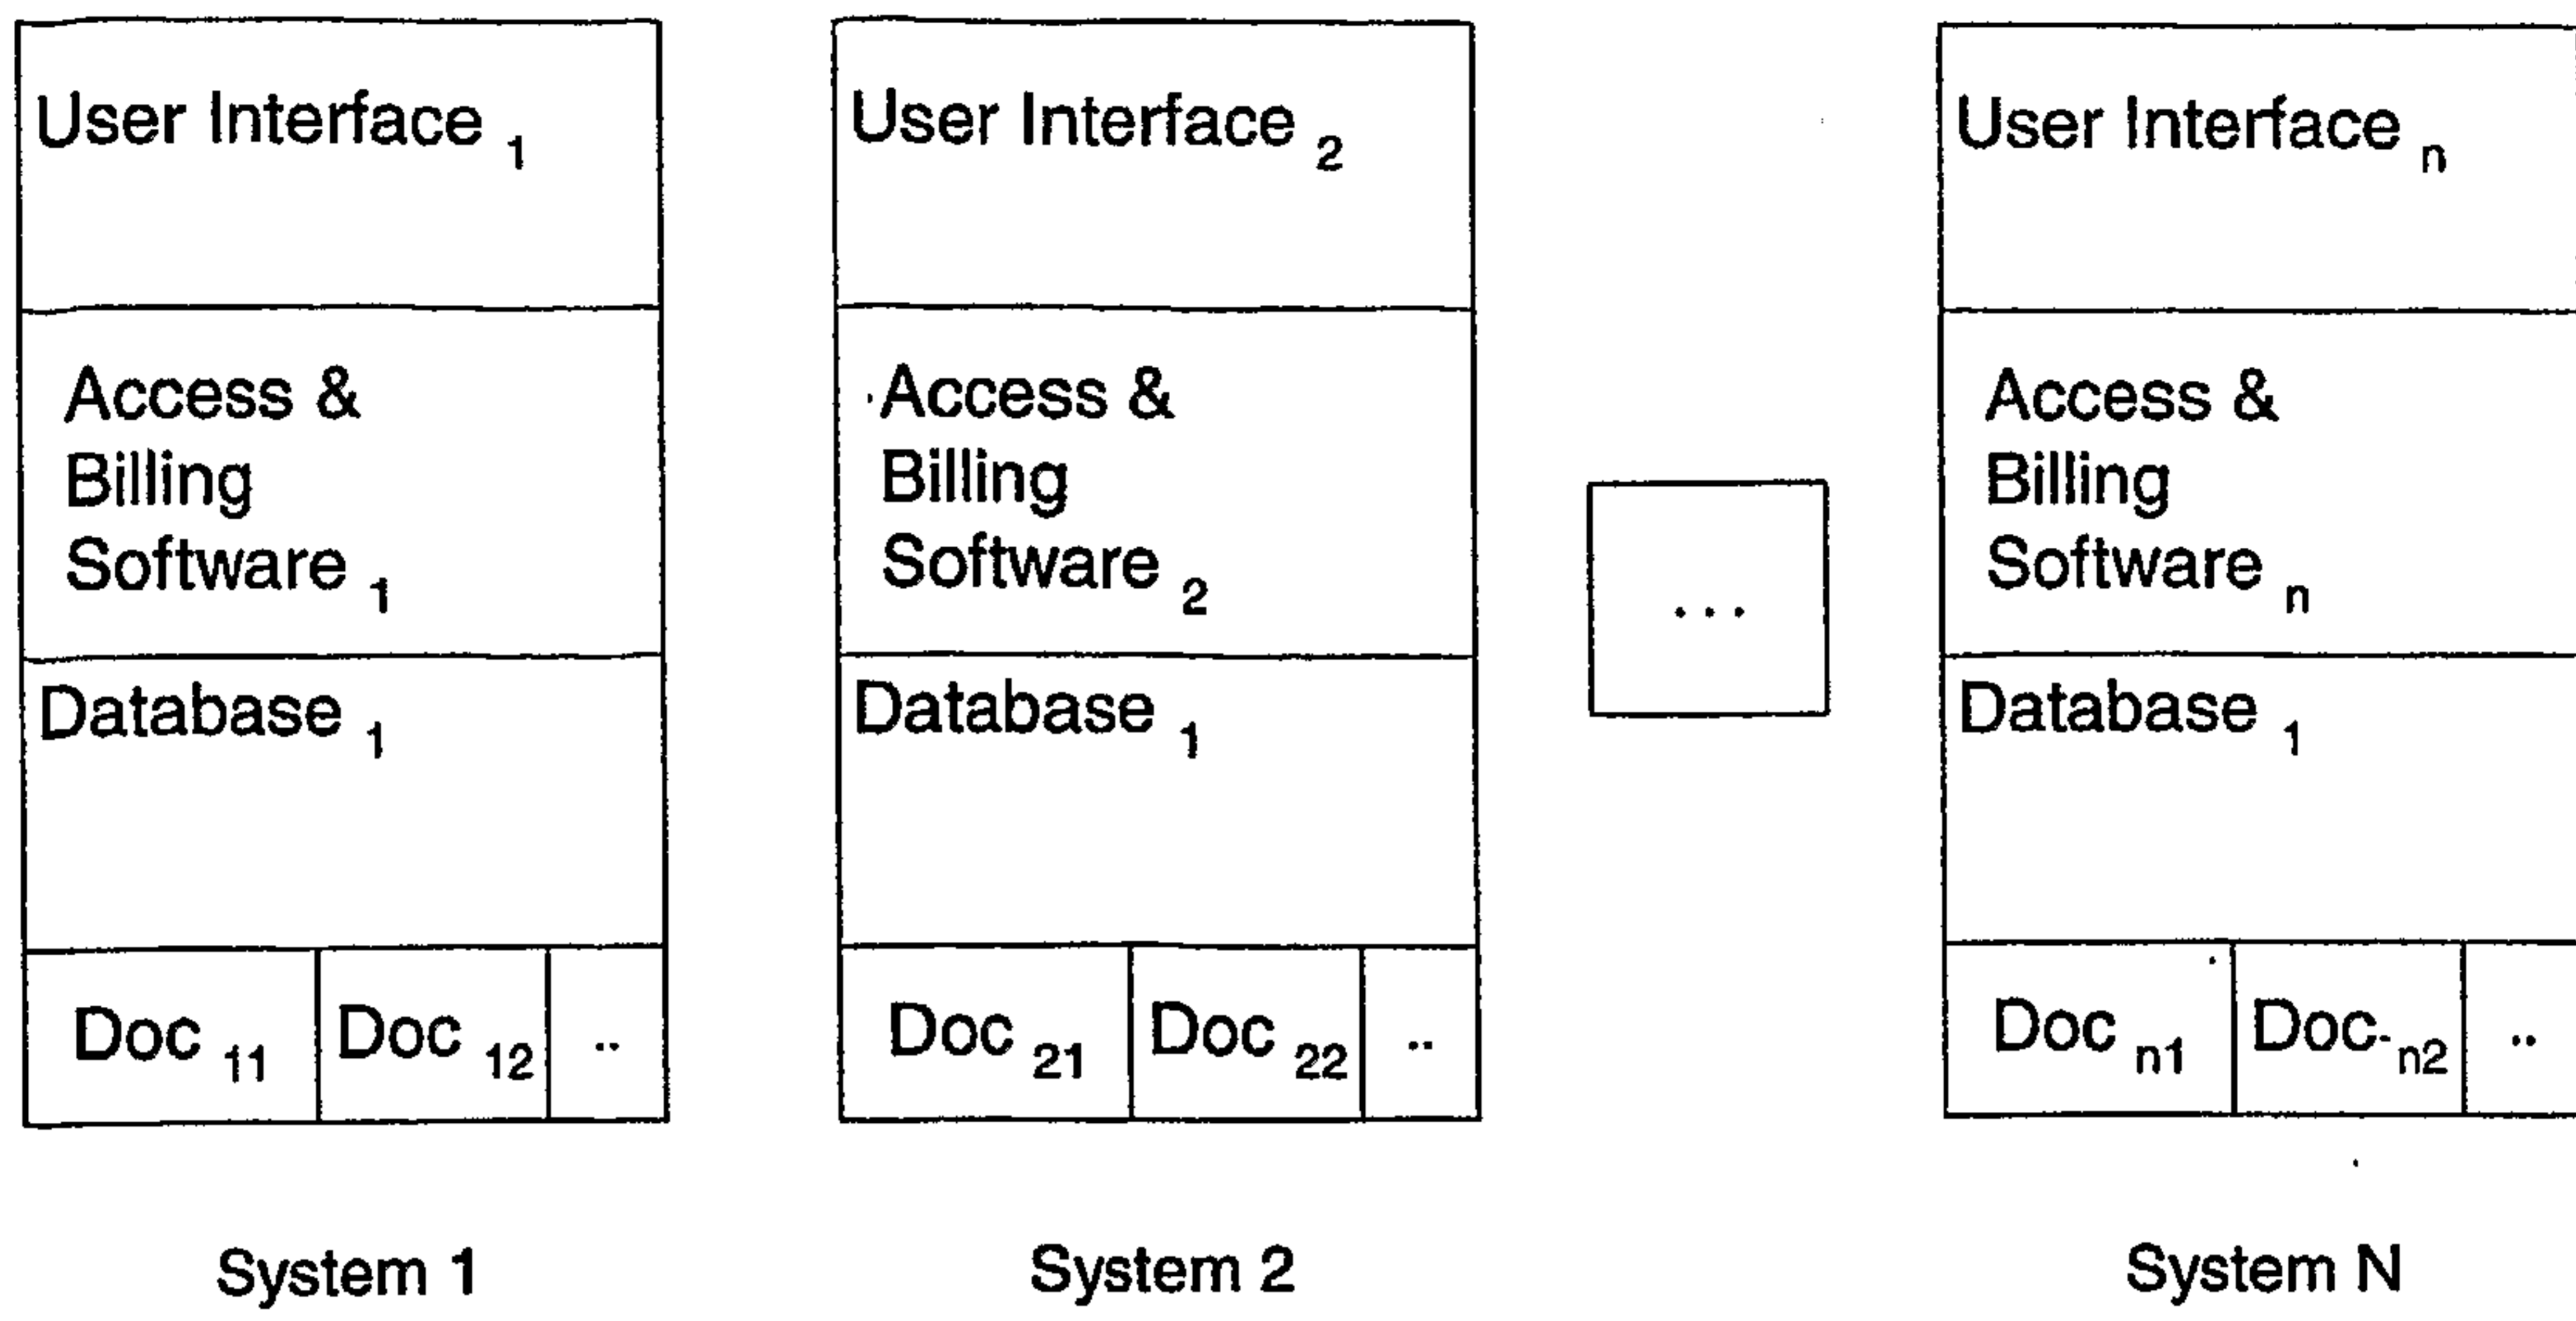 User Interface 1
Access &
Billing
Software 1
Database 1
Doc 11
Doc 12
..
System 1
User Interface 2
Access &
Billing
Software 2
Database 1
Doc 21
Doc 22
..
System 2
...
User Interface n
Access &
Billing
Software n
Database 1
Doc n1
Doc n2
..
System N